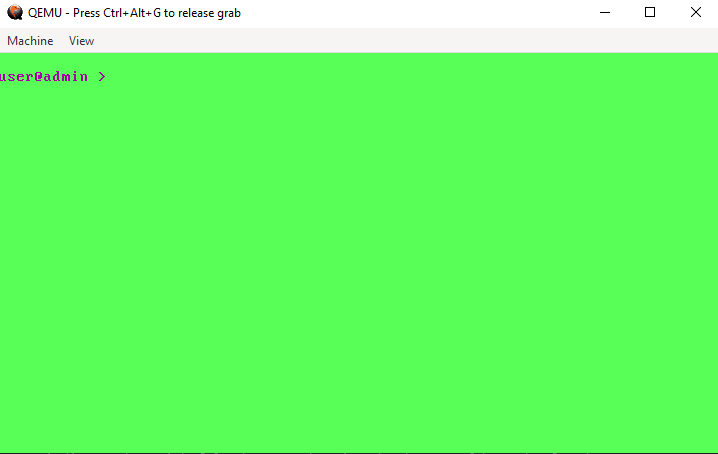 QEMU - Press Ctrl+Alt+G to release grab
Machine View
user@admin >